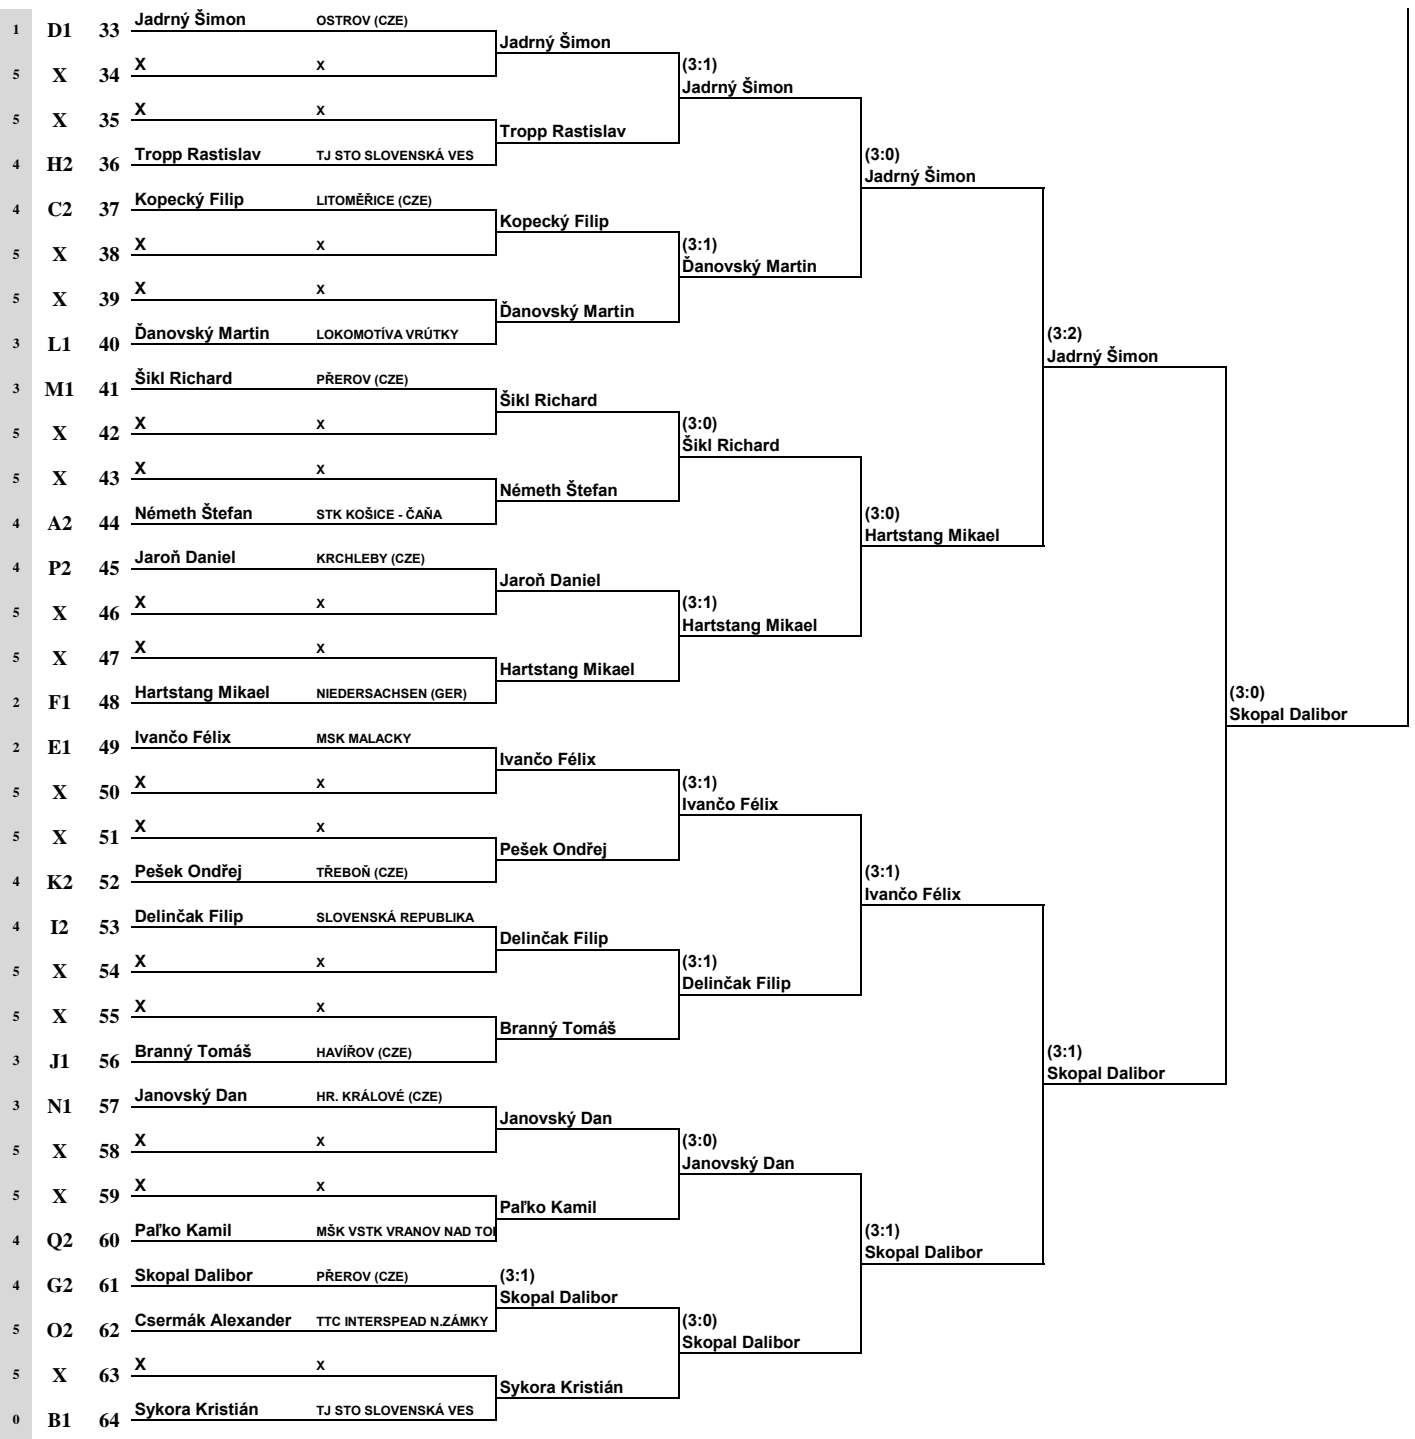 1 D1 33 Jadrný Šimon OSTROV (CZE)
Jadrný Šimon
5 X 34 X X
(3:1)
Jadrný Šimon
5 X 35 X X
Tropp Rastislav
4 H2 36 Tropp Rastislav TJ STO SLOVENSKÁ VES
(3:0)
Jadrný Šimon
4 C2 37 Kopecký Filip LITOMĚŘICE (CZE)
Kopecký Filip
5 X 38 X X
(3:1)
Ďanovský Martin
5 X 39 X X
Ďanovský Martin
3 L1 40 Ďanovský Martin LOKOMOTÍVA VRÚTKY
(3:2)
Jadrný Šimon
3 M1 41 Šikl Richard PŘEROV (CZE)
Šikl Richard
5 X 42 X X
(3:0)
Šikl Richard
5 X 43 X X
Németh Štefan
4 A2 44 Németh Štefan STK KOŠICE - ČAŇA
(3:0)
Hartstang Mikael
4 P2 45 Jaroň Daniel KRCHLEBY (CZE)
Jaroň Daniel
5 X 46 X X
(3:1)
Hartstang Mikael
5 X 47 X X
Hartstang Mikael
2 F1 48 Hartstang Mikael NIEDERSACHSEN (GER)
(3:0)
Skopal Dalibor
2 E1 49 Ivančo Félix MSK MALACKY
Ivančo Félix
5 X 50 X X
(3:1)
Ivančo Félix
5 X 51 X X
Pešek Ondřej
4 K2 52 Pešek Ondřej TŘEBOŇ (CZE)
(3:1)
Ivančo Félix
4 I2 53 Delinčak Filip SLOVENSKÁ REPUBLIKA
Delinčak Filip
5 X 54 X X
(3:1)
Delinčak Filip
5 X 55 X X
Branný Tomáš
3 J1 56 Branný Tomáš HAVÍŘOV (CZE)
(3:1)
Skopal Dalibor
3 N1 57 Janovský Dan HR. KRÁLOVÉ (CZE)
Janovský Dan
5 X 58 X X
(3:0)
Janovský Dan
5 X 59 X X
Paľko Kamil
4 Q2 60 Paľko Kamil MŠK VSTK VRANOV NAD
(3:1)
Skopal Dalibor
4 G2 61 Skopal Dalibor PŘEROV (CZE)
(3:1)
Skopal Dalibor
5 O2 62 Csermák Alexander TTC INTERSPEAD N.ZÁMKY
(3:0)
Skopal Dalibor
5 X 63 X X
Sykora Kristián
0 B1 64 Sykora Kristián TJ STO SLOVENSKÁ VES